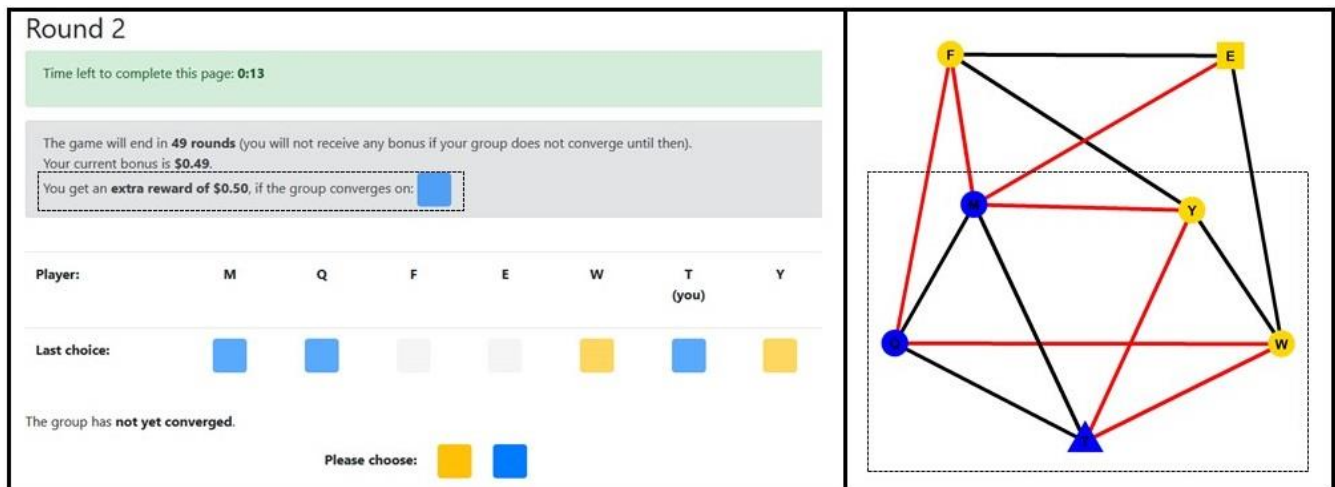 Round 2
Time left to complete this page: 0:13
The game will end in 49 rounds (you will not receive any bonus if your group does not converge until then).
Your current bonus is $0.49.
You get an extra reward of $0.50, if the group converges on:
Player: M Q F E W T Y
(you)
Last choice:
The group has not yet converged.
Please choose:
F E
M Y
Q W
T